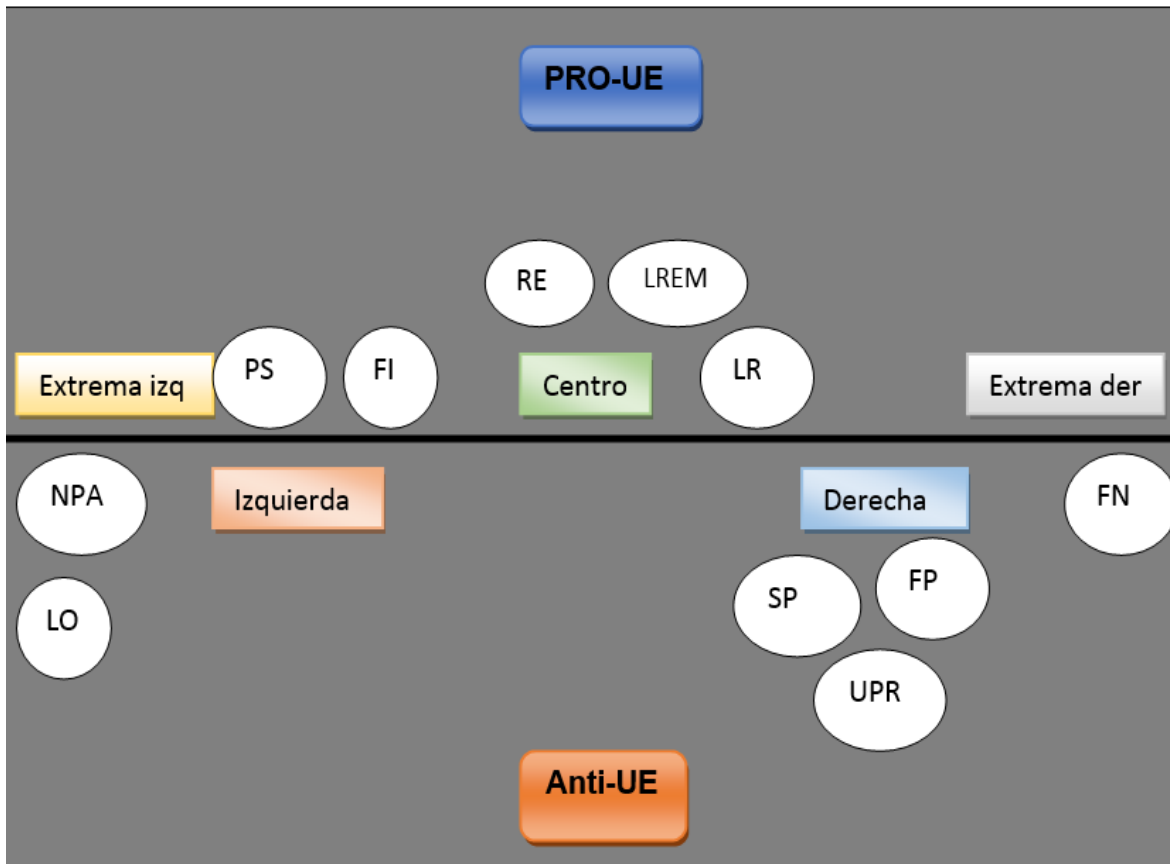 PRO-UE
RE
LREM
Extrema izq
PS
FI
Centro
LR
Extrema der
NPA
Izquierda
Derecha
FN
SP
FP
LO
UPR
Anti-UE